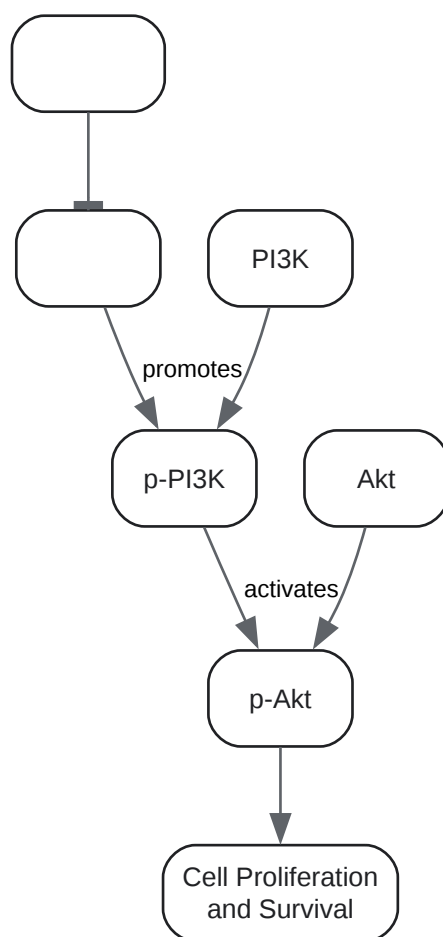 PI3K
promotes
p-PI3K
Akt
activates
p-Akt
Cell Proliferation
and Survival